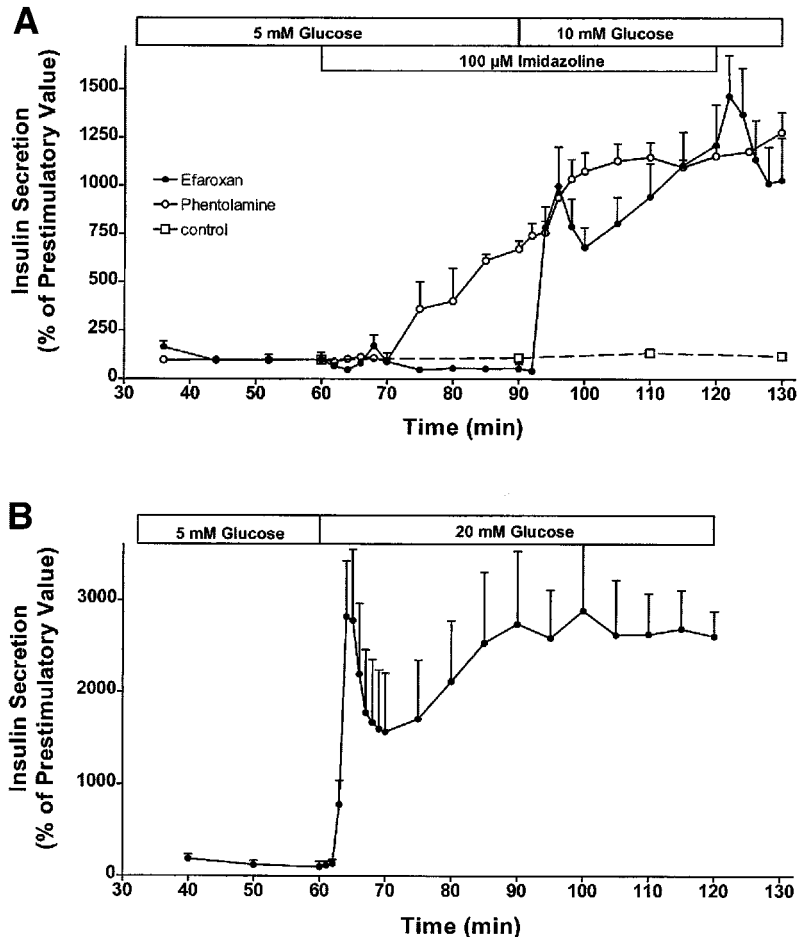 A
5 mM Glucose
10 mM Glucose
100 µM Imidazoline
Insulin Secretion
(% of Prestimulatory Value)
1500
1250
1000
750
500
250
0
Efaroxan
Phentolamine
control
30 40 50 60 70 80 90 100 110 120 130
Time (min)
B
5 mM Glucose
20 mM Glucose
Insulin Secretion
(% of Prestimulatory Value)
3000
2000
1000
0
30 40 50 60 70 80 90 100 110 120 130
Time (min)